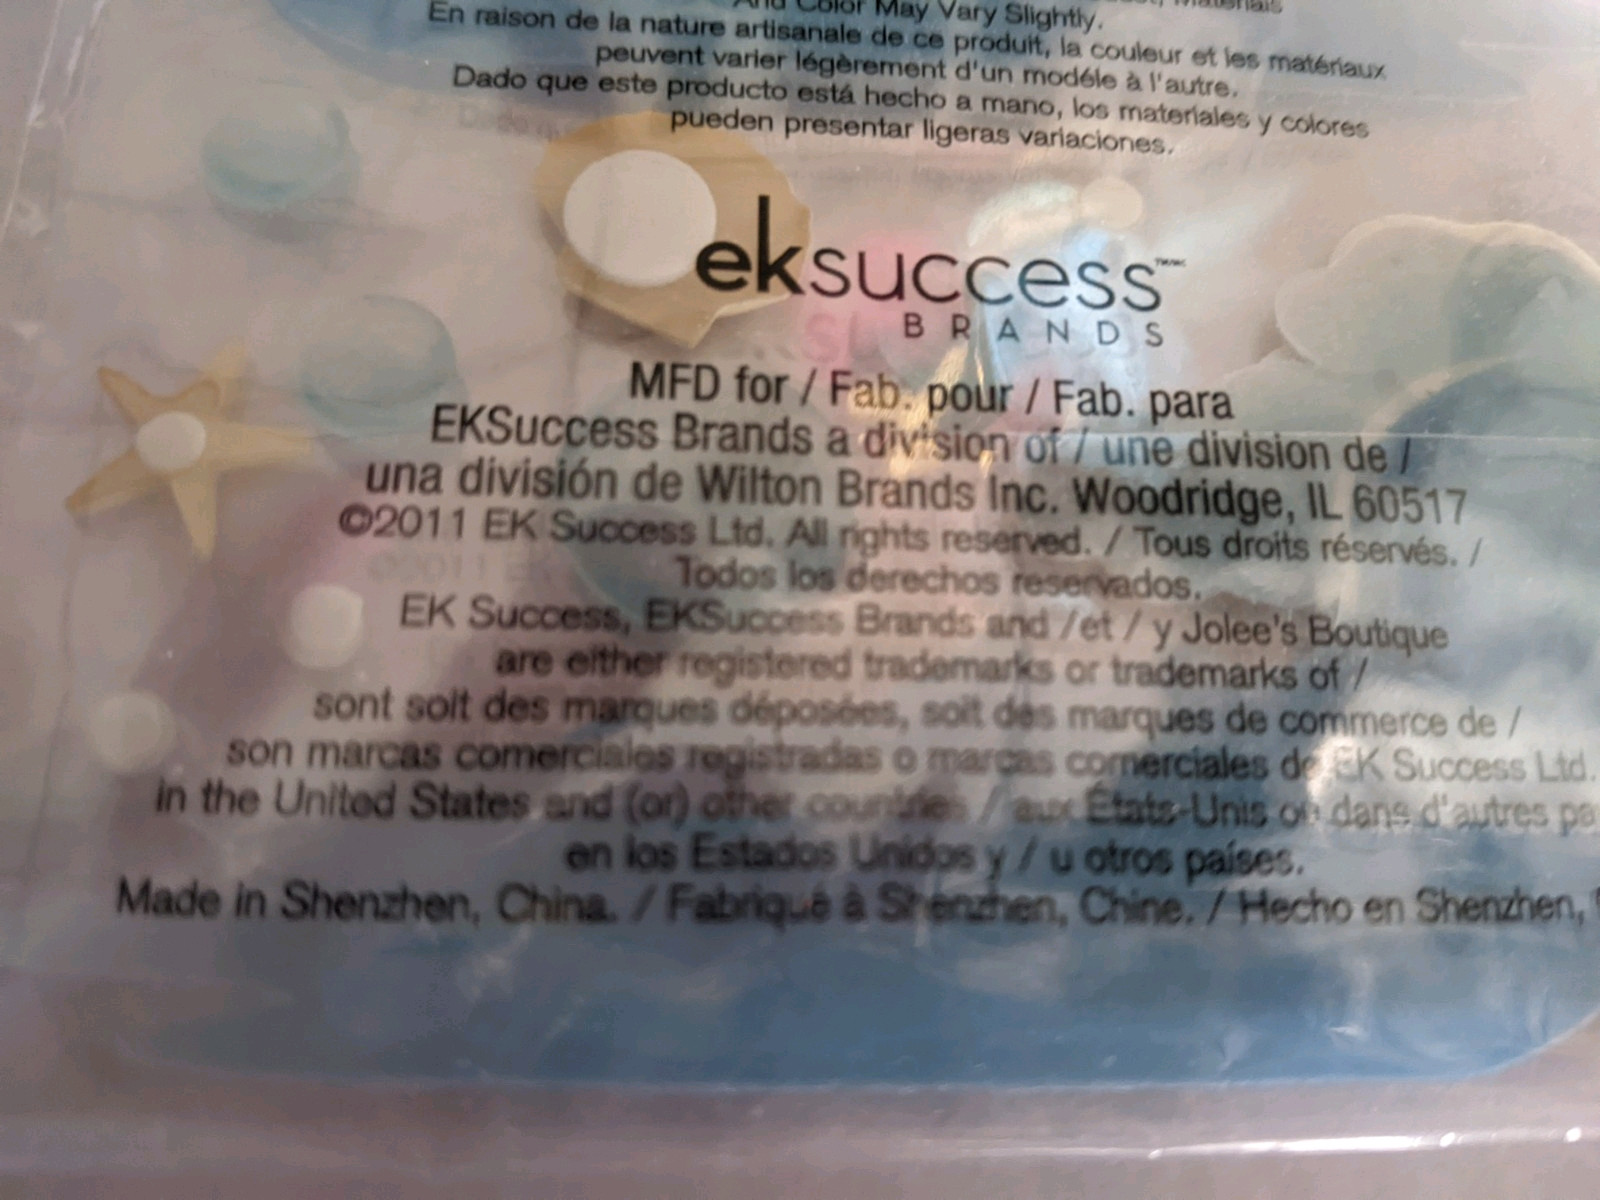 And Color May Vary Slightly.
En raison de la nature artisanale de ce produit, la couleur et les matériaux
peuvent varier légèrement d'un modéle à l'autre.
Dado que este producto está hecho a mano, los materiales y colores
pueden presentar ligeras variaciones.
eksuccess™
BRANDS
MFD for / Fab. pour / Fab. para
EKSuccess Brands a division of / une division de /
una división de Wilton Brands Inc. Woodridge, IL 60517
©2011 EK Success Ltd. All rights reserved. / Tous droits réservés. /
Todos los derechos reservados.
EK Success, EKSuccess Brands and /et / y Jolee's Boutique
are either registered trademarks or trademarks of /
sont soit des marques déposées, soit des marques de commerce de /
son marcas comerciales registradas o marcas comerciales de EK Success Ltd.
in the United States and (or) other countries / aux États-Unis ou dans d'autres pa
en los Estados Unidos y / u otros países.
Made in Shenzhen, China. / Fabriqué à Shenzhen, Chine. / Hecho en Shenzhen,